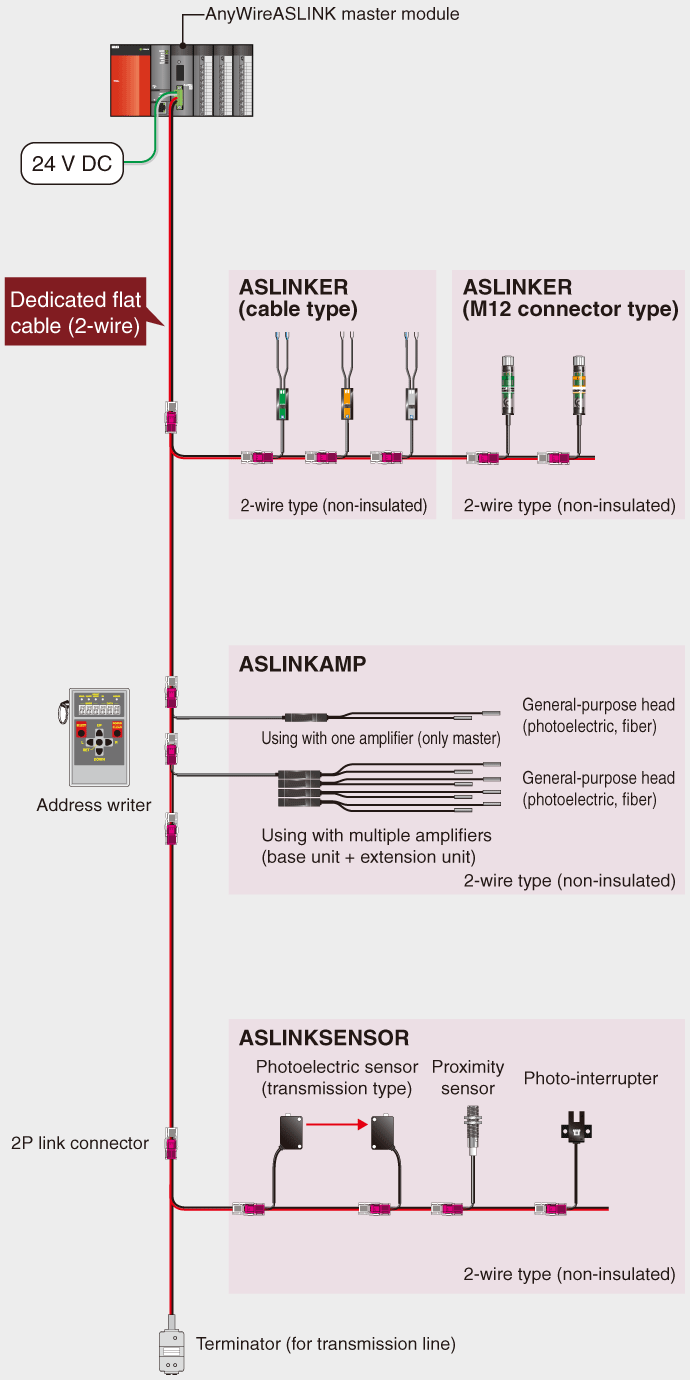 AnyWireASLINK master module
24 V DC
Dedicated flat
cable (2-wire)
ASLINKER
(cable type)
2-wire type (non-insulated)
ASLINKER
(M12 connector type)
2-wire type (non-insulated)
ASLINKAMP
General-purpose head
(photoelectric, fiber)
Using with one amplifier (only master)
General-purpose head
(photoelectric, fiber)
Using with multiple amplifiers
(base unit + extension unit)
2-wire type (non-insulated)
Address writer
ASLINKSENSOR
Photoelectric sensor
(transmission type)
Proximity
sensor
Photo-interrupter
2P link connector
2-wire type (non-insulated)
Terminator (for transmission line)